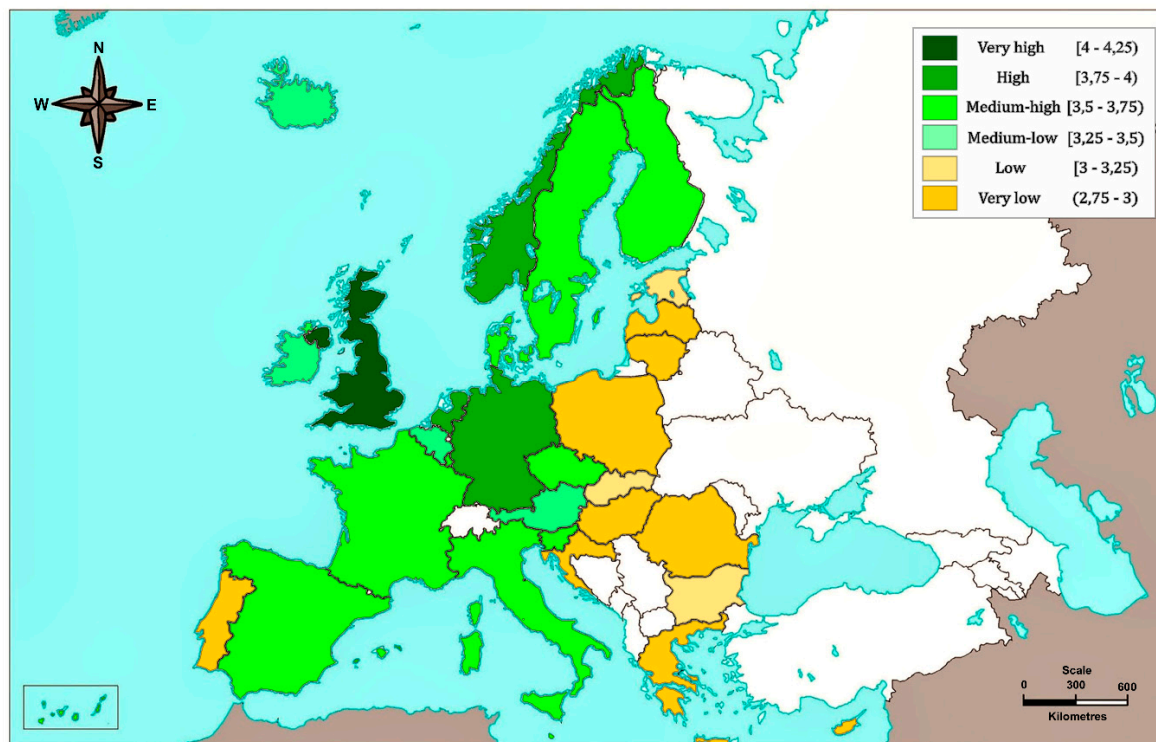 N
W E
S
Very high [4 - 4,25)
High [3,75 - 4)
Medium-high [3,5 - 3,75)
Medium-low [3,25 - 3,5)
Low [3 - 3,25)
Very low (2,75 - 3)
Scale
0 300 600
Kilometres